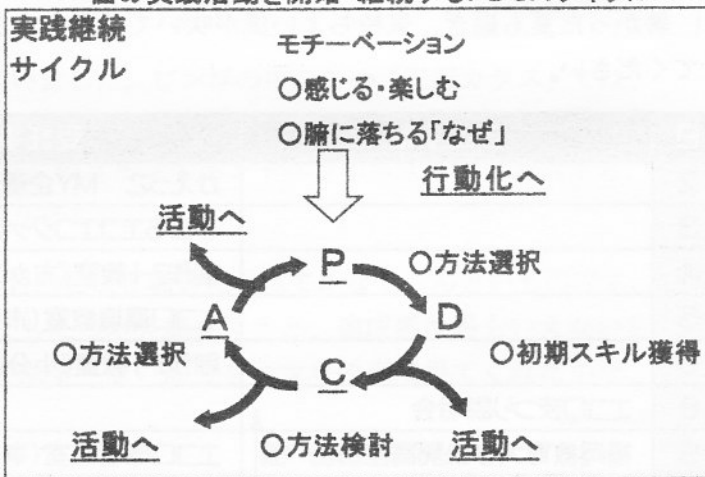 実践継続
サイクル
モチーベーション
○感じる・楽しむ
○腑に落ちる「なぜ」
行動化へ
活動へ
P
○方法選択
A
D
○方法選択
C
○初期スキル獲得
活動へ
○方法検討
活動へ